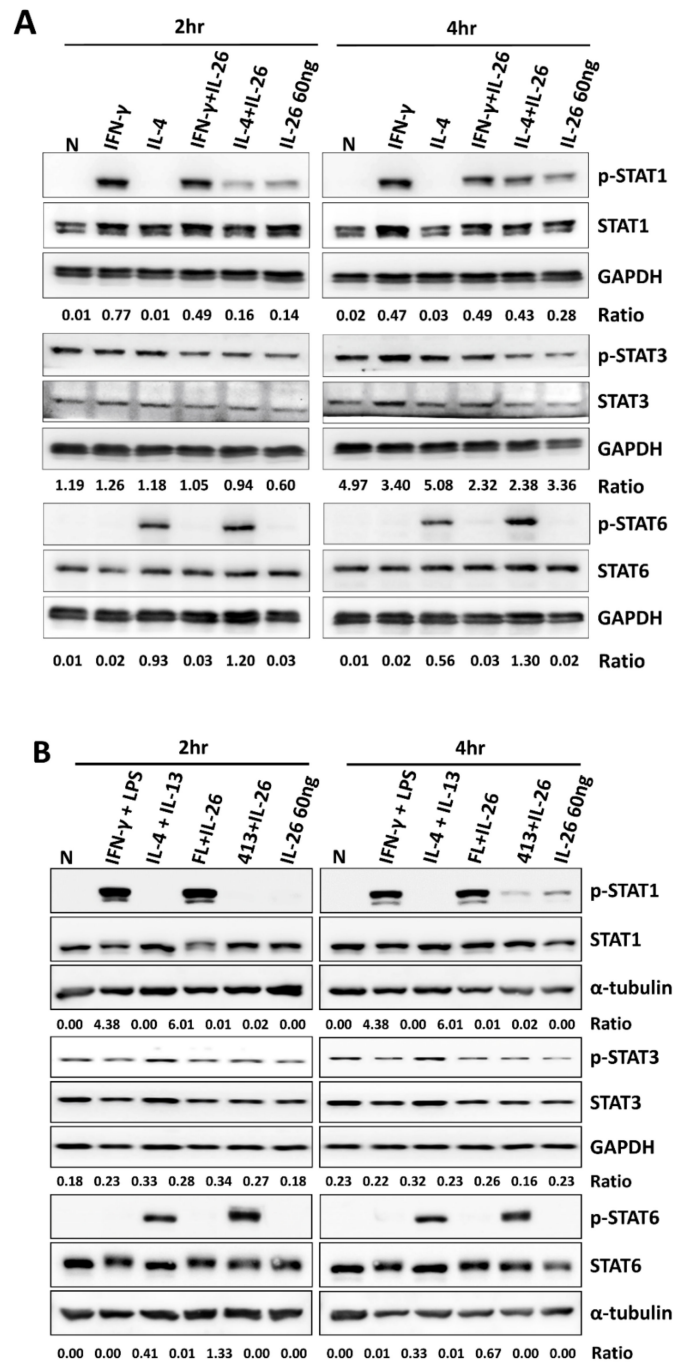 A
2hr
4hr
N IFN-γ IL-4 IFN-γ+IL-26 IL-4+IL-26 IL-26 60ng
N IFN-γ IL-4 IFN-γ+IL-26 IL-4+IL-26 IL-26 60ng
p-STAT1
STAT1
GAPDH
0.01 0.77 0.01 0.49 0.16 0.14 0.02 0.47 0.03 0.49 0.43 0.28 Ratio
p-STAT3
STAT3
GAPDH
1.19 1.26 1.18 1.05 0.94 0.60 4.97 3.40 5.08 2.32 2.38 3.36 Ratio
p-STAT6
STAT6
GAPDH
0.01 0.02 0.93 0.03 1.20 0.03 0.01 0.02 0.56 0.03 1.30 0.02 Ratio
B
2hr
4hr
N IFN-γ + LPS IL-4 + IL-13 FL+IL-26 413+IL-26 IL-26 60ng
N IFN-γ + LPS IL-4 + IL-13 FL+IL-26 413+IL-26 IL-26 60ng
p-STAT1
STAT1
α-tubulin
0.00 4.38 0.00 6.01 0.01 0.02 0.00 0.00 4.38 0.00 6.01 0.01 0.02 0.00 Ratio
p-STAT3
STAT3
GAPDH
0.18 0.23 0.33 0.28 0.34 0.27 0.18 0.23 0.22 0.32 0.23 0.26 0.16 0.23 Ratio
p-STAT6
STAT6
α-tubulin
0.00 0.00 0.41 0.01 1.33 0.00 0.00 0.00 0.01 0.33 0.01 0.67 0.00 0.00 Ratio